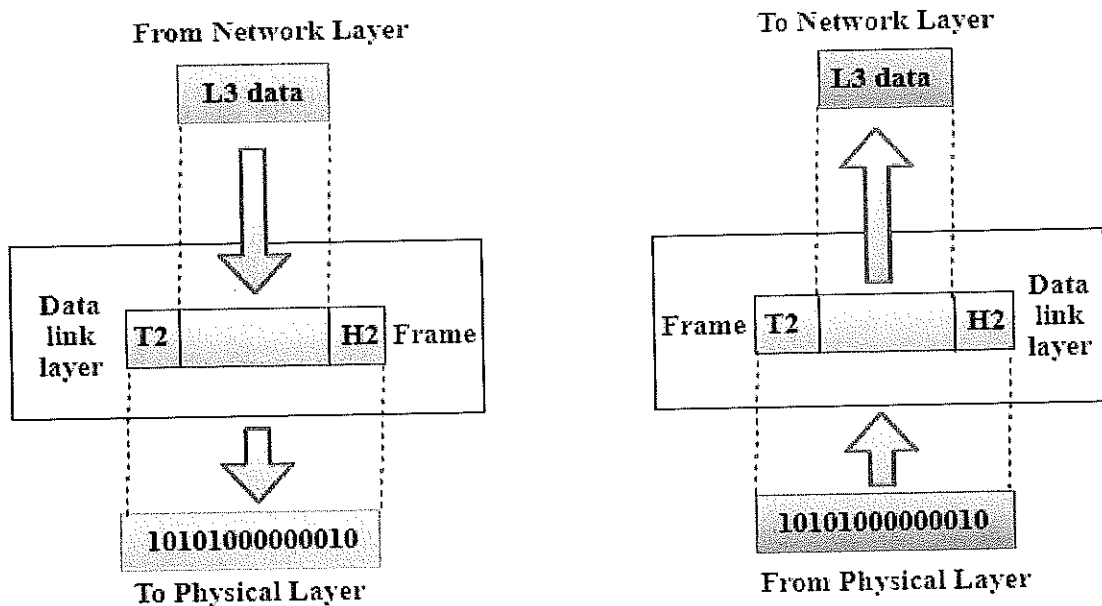 From Network Layer
L3 data
Data
link
layer
T2
H2
Frame
10101000000010
To Physical Layer
To Network Layer
L3 data
Frame
T2
H2
Data
link
layer
10101000000010
From Physical Layer